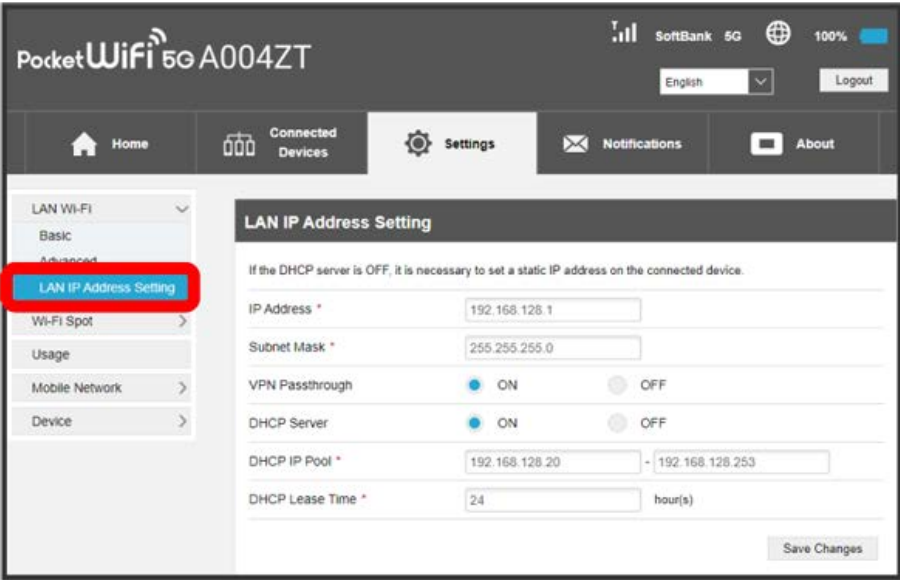 SoftBank 5G 100%
PocketWiFi 5G A004ZT
English Logout
Home
Connected
Devices
Settings
Notifications
About
LAN Wi-Fi
Basic
Advanced
LAN IP Address Setting
Wi-Fi Spot
Usage
Mobile Network
Device
LAN IP Address Setting
If the DHCP server is OFF, it is necessary to set a static IP address on the connected device.
IP Address * 192.168.128.1
Subnet Mask * 255.255.255.0
VPN Passthrough ON OFF
DHCP Server ON OFF
DHCP IP Pool * 192.168.128.20 - 192.168.128.253
DHCP Lease Time * 24 hour(s)
Save Changes